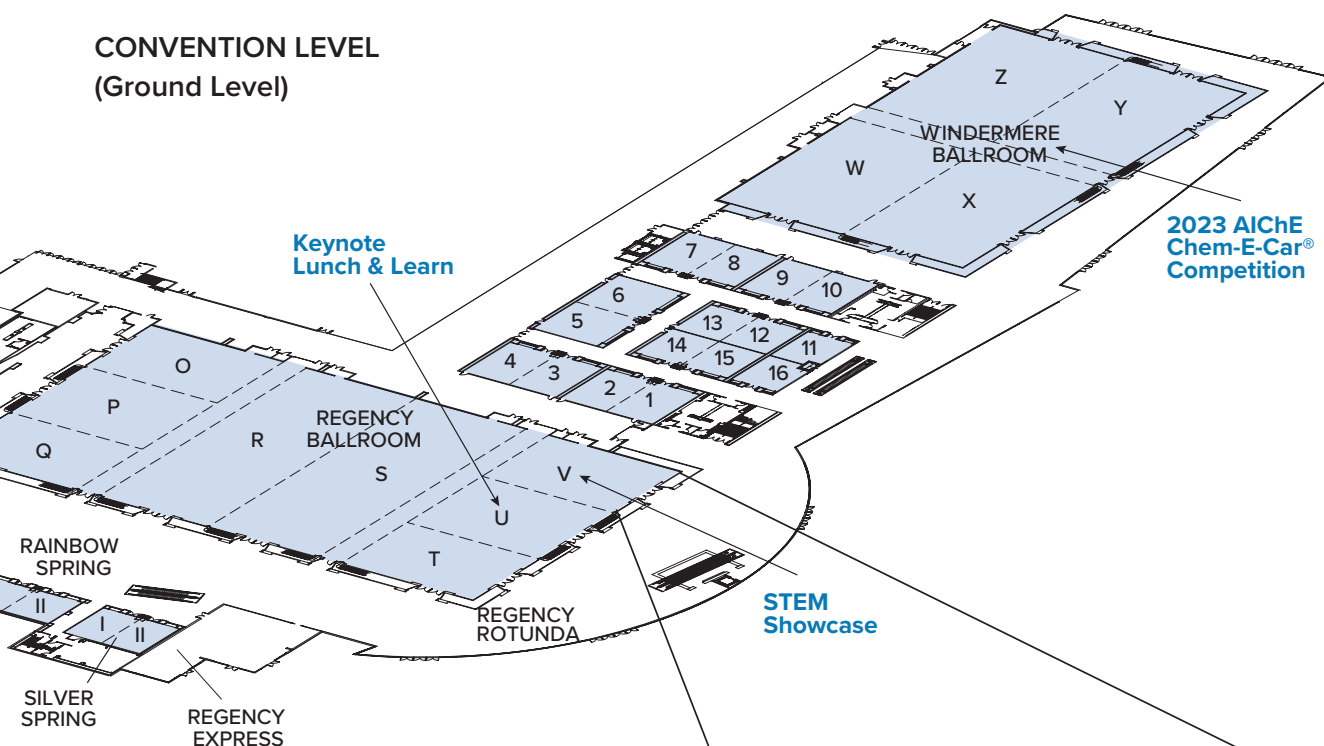 CONVENTION LEVEL
(Ground Level)
Z
Y
WINDERMERE
BALLROOM
W
X
2023 AIChE
Chem-E-Car®
Competition
Keynote
Lunch & Learn
7
8
9
10
6
5
13
12
11
14
15
16
4
3
2
1
O
P
Q
R
REGENCY
BALLROOM
S
V
U
T
RAINBOW
SPRING
II
I
II
SILVER
SPRING
REGENCY
EXPRESS
REGENCY
ROTUNDA
STEM
Showcase